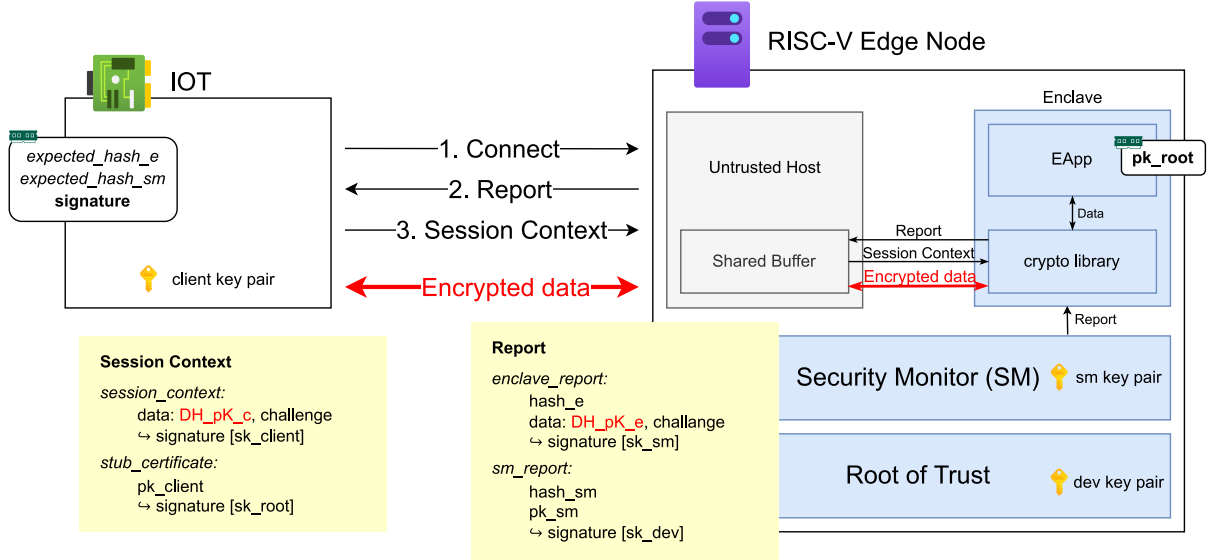 RISC-V Edge Node
IOT
expected_hash_e
expected_hash_sm
signature
client key pair
1. Connect
2. Report
3. Session Context
Encrypted data
Untrusted Host
Shared Buffer
Report
Session Context
Encrypted data
Enclave
EApp
pk_root
Data
crypto library
Report
Security Monitor (SM)
sm key pair
Root of Trust
dev key pair
Session Context
session_context:
data: DH_pK_c, challenge
↪ signature [sk_client]
stub_certificate:
pk_client
↪ signature [sk_root]
Report
enclave_report:
hash_e
data: DH_pK_e, challange
↪ signature [sk_sm]
sm_report:
hash_sm
pk_sm
↪ signature [sk_dev]